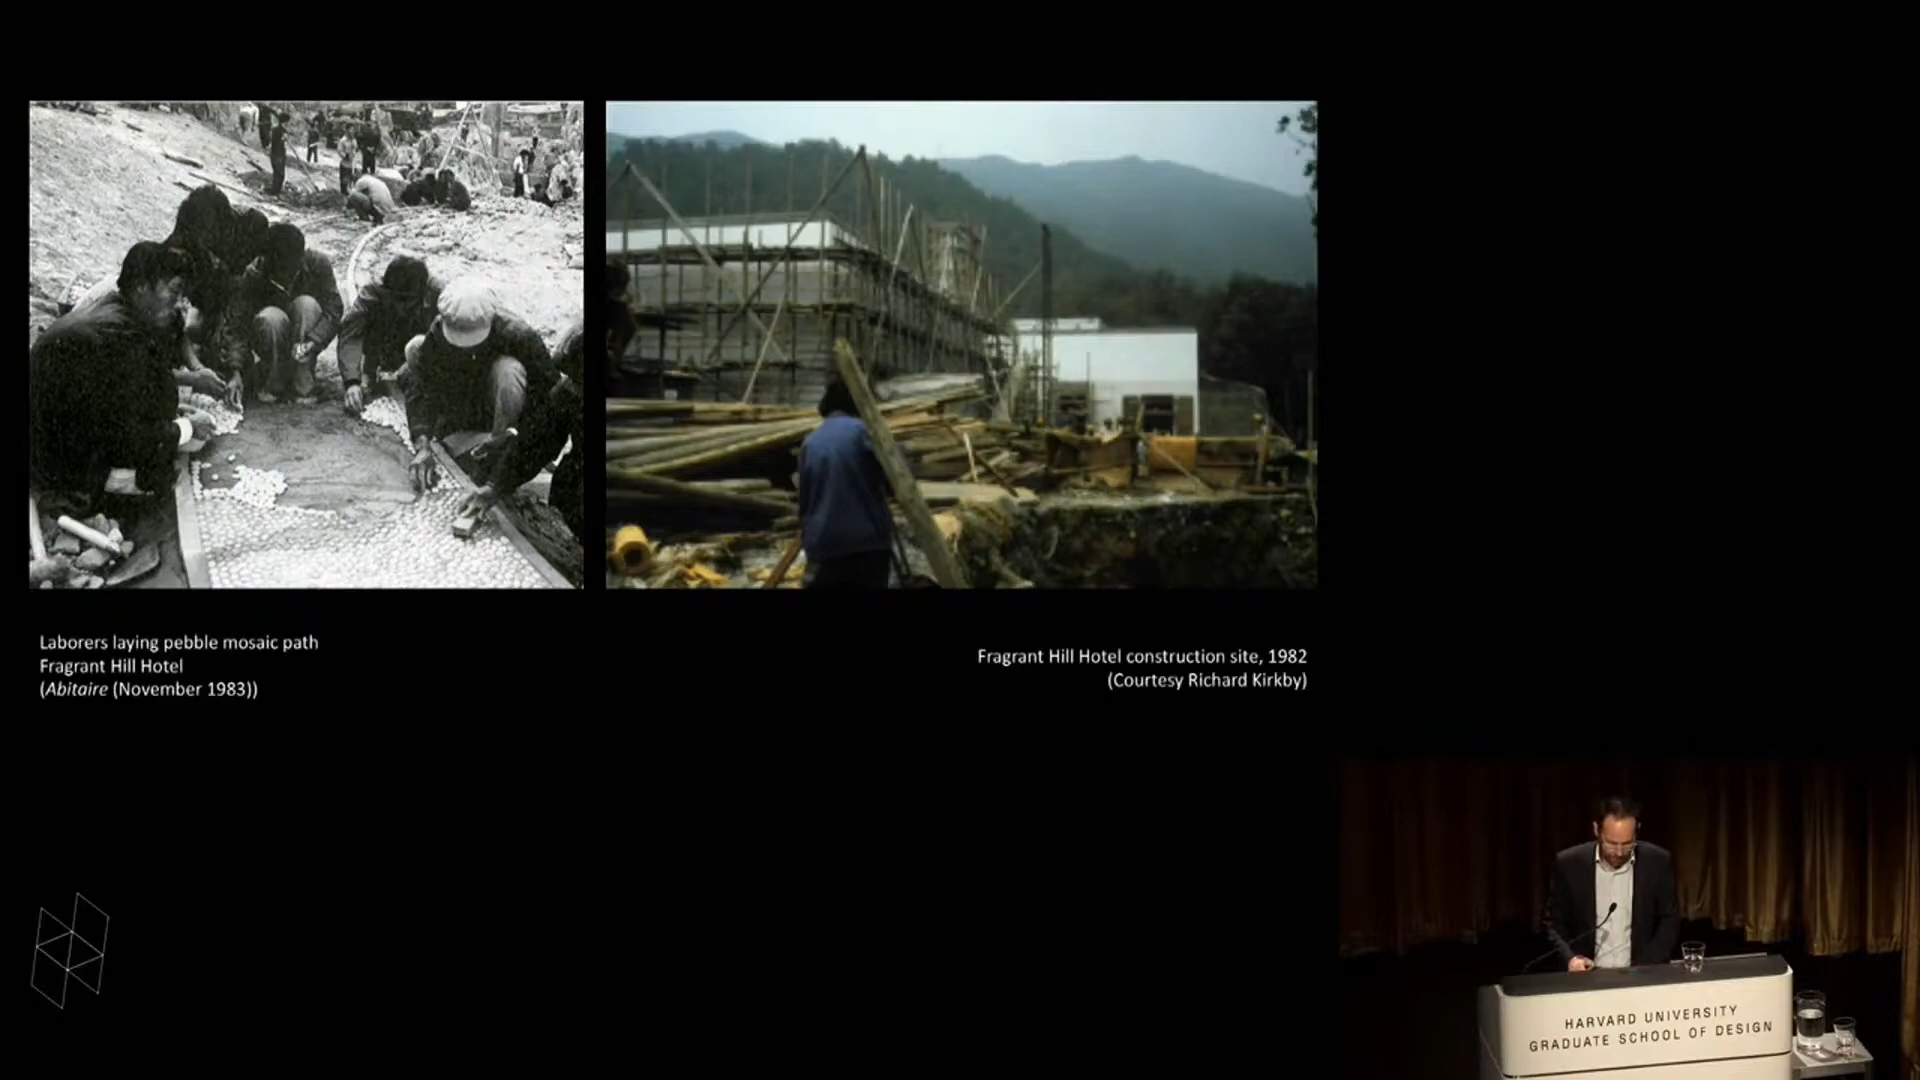 Laborers laying pebble mosaic path
Fragrant Hill Hotel
(Abitaire (November 1983))
Fragrant Hill Hotel construction site, 1982
(Courtesy Richard Kirkby)
HARVARD UNIVERSITY
GRADUATE SCHOOL OF DESIGN